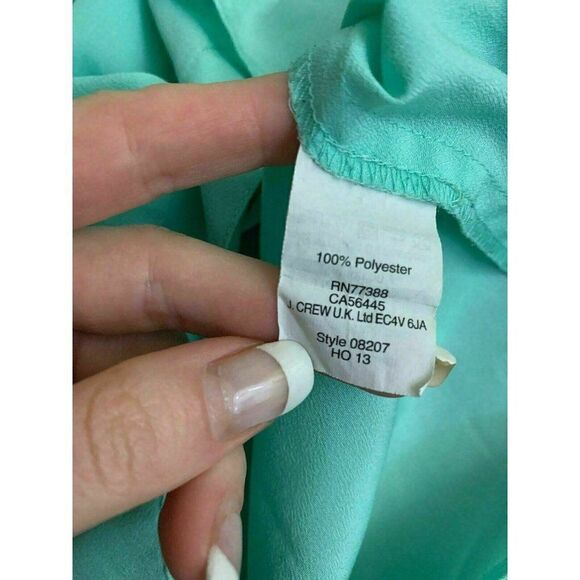 100% Polyester
RN77388
CA56445
J. CREW U.K. Ltd EC4V 6JA
Style 08207
HO 13